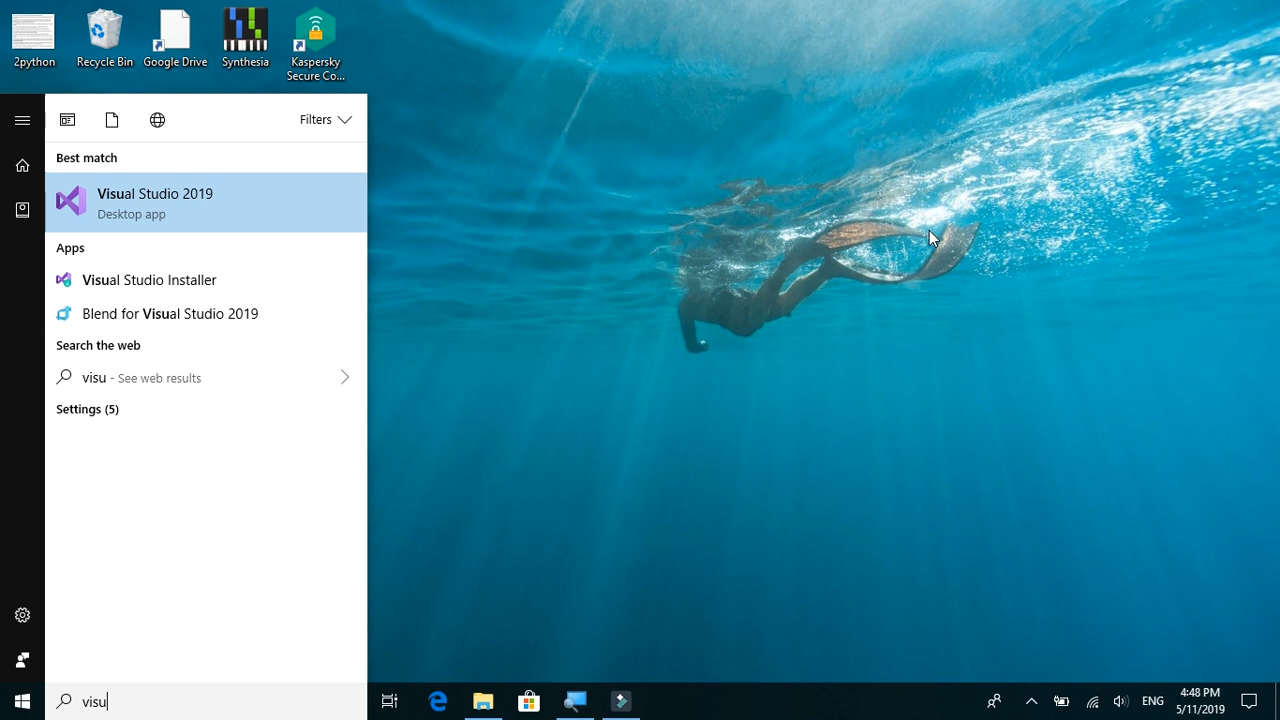 2python
Recycle Bin
Google Drive
Synthesia
Kaspersky
Secure Co...
Filters
Best match
Visual Studio 2019
Desktop app
Apps
Visual Studio Installer
Blend for Visual Studio 2019
Search the web
visu - See web results
Settings (5)
visu
ENG
4:48 PM
5/11/2019